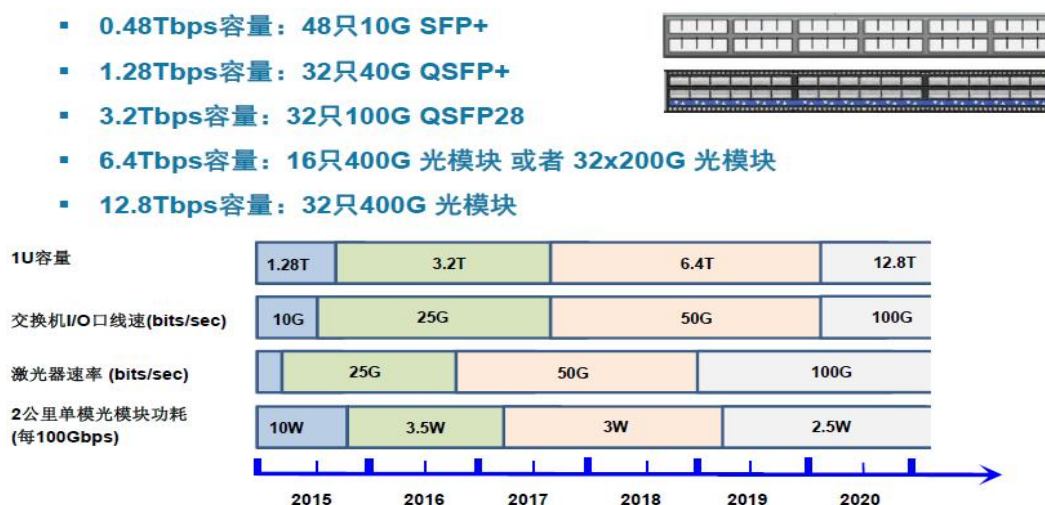 ▪ 0.48Tbps容量：48只10G SFP+
▪ 1.28Tbps容量：32只40G QSFP+
▪ 3.2Tbps容量：32只100G QSFP28
▪ 6.4Tbps容量：16只400G 光模块 或者 32x200G 光模块
▪ 12.8Tbps容量：32只400G 光模块
1U容量 1.28T 3.2T 6.4T 12.8T
交换机I/O口线速(bits/sec) 10G 25G 50G 100G
激光器速率 (bits/sec) 25G 50G 100G
2公里单模光模块功耗
(每100Gbps) 10W 3.5W 3W 2.5W
2015 2016 2017 2018 2019 2020